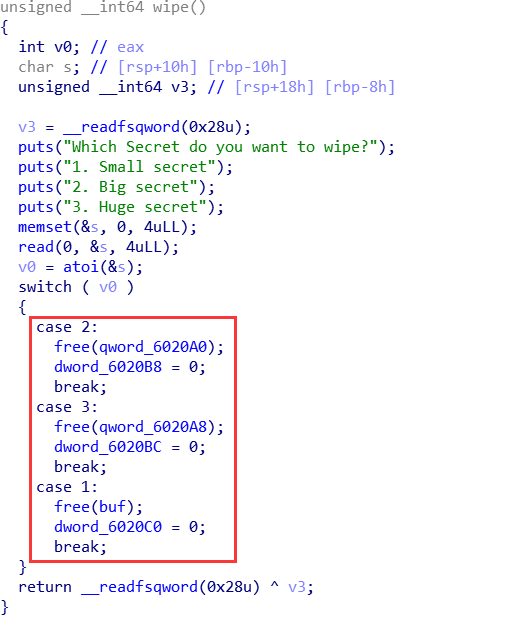 unsigned __int64 wipe()
{
  int v0; // eax
  char s; // [rsp+10h] [rbp-10h]
  unsigned __int64 v3; // [rsp+18h] [rbp-8h]

  v3 = __readfsqword(0x28u);
  puts("Which Secret do you want to wipe?");
  puts("1. Small secret");
  puts("2. Big secret");
  puts("3. Huge secret");
  memset(&s, 0, 4uLL);
  read(0, &s, 4uLL);
  v0 = atoi(&s);
  switch ( v0 )
  {
    case 2:
      free(qword_6020A0);
      dword_6020B8 = 0;
      break;
    case 3:
      free(qword_6020A8);
      dword_6020BC = 0;
      break;
    case 1:
      free(buf);
      dword_6020C0 = 0;
      break;
  }
  return __readfsqword(0x28u) ^ v3;
}